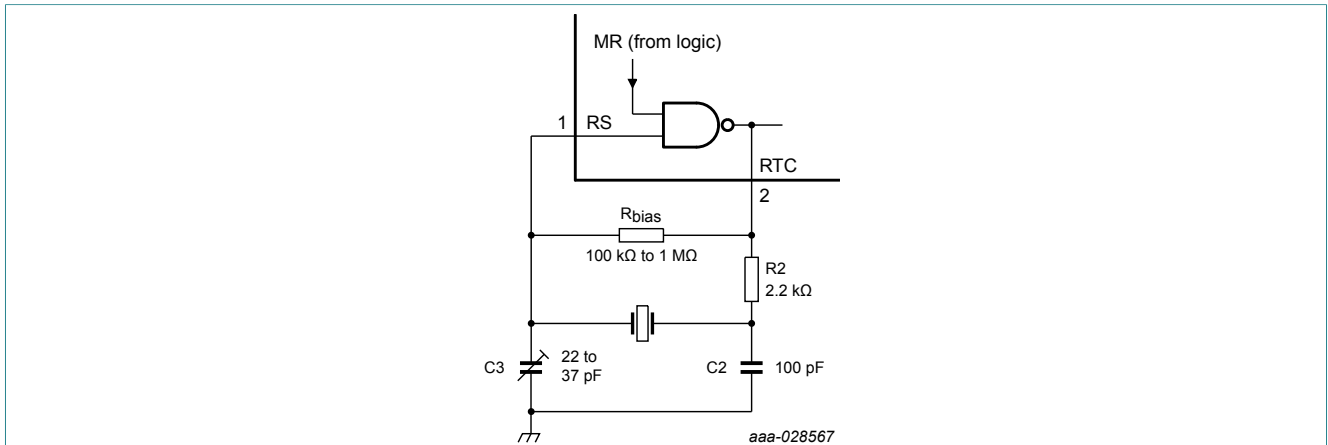 MR (from logic)
1
RS
RTC
2
Rbias
100 kΩ to 1 MΩ
R2
2.2 kΩ
C3
22 to
37 pF
C2
100 pF
aaa-028567